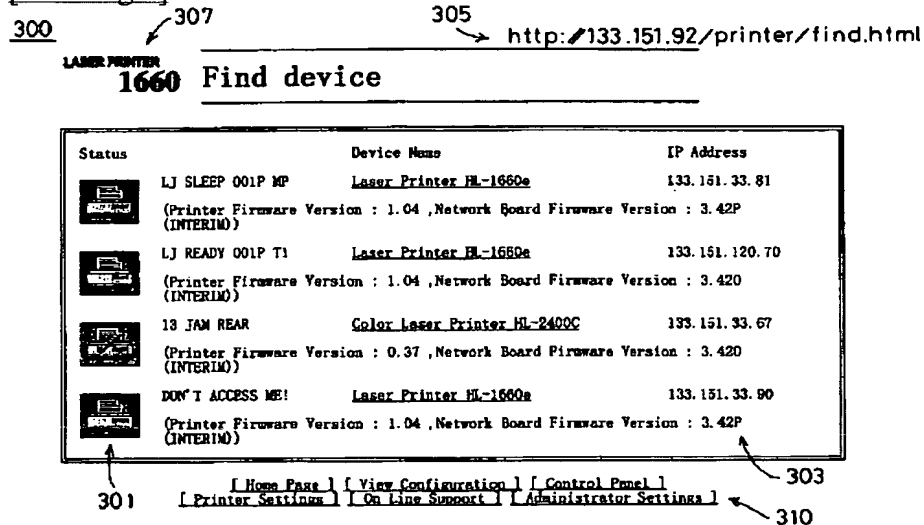 307
305
300
http://133.151.92/printer/find.html
LASER PRINTER
1660 Find device
Status Device Name IP Address
LJ SLEEP 001P MP Laser Printer HL-1660e 133.151.33.81
(Printer Firmware Version : 1.04 ,Network Board Firmware Version : 3.42P
(INTERIM))
LJ READY 001P T1 Laser Printer HL-1660e 133.151.120.70
(Printer Firmware Version : 1.04 ,Network Board Firmware Version : 3.420
(INTERIM))
13 JAM REAR Color Laser Printer HL-2400C 133.151.33.67
(Printer Firmware Version : 0.37 ,Network Board Firmware Version : 3.420
(INTERIM))
DON'T ACCESS ME! Laser Printer HL-1660e 133.151.33.90
(Printer Firmware Version : 1.04 ,Network Board Firmware Version : 3.42P
(INTERIM))
301
[ Home Page ] [ View Configuration ] [ Control Panel ]
303
[ Printer Settings ] [ On Line Support ] [ Administrator Settings ]
310